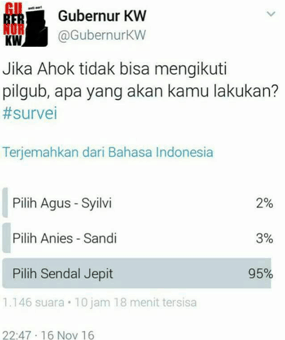 GU
BER
NUR
KW
Gubernur KW
@GubernurKW
Jika Ahok tidak bisa mengikuti
pilgub, apa yang akan kamu lakukan?
#survei
Terjemahkan dari Bahasa Indonesia
Pilih Agus - Syilvi 2%
Pilih Anies - Sandi 3%
Pilih Sendal Jepit 95%
1.146 suara • 10 jam 18 menit tersisa
22:47 · 16 Nov 16